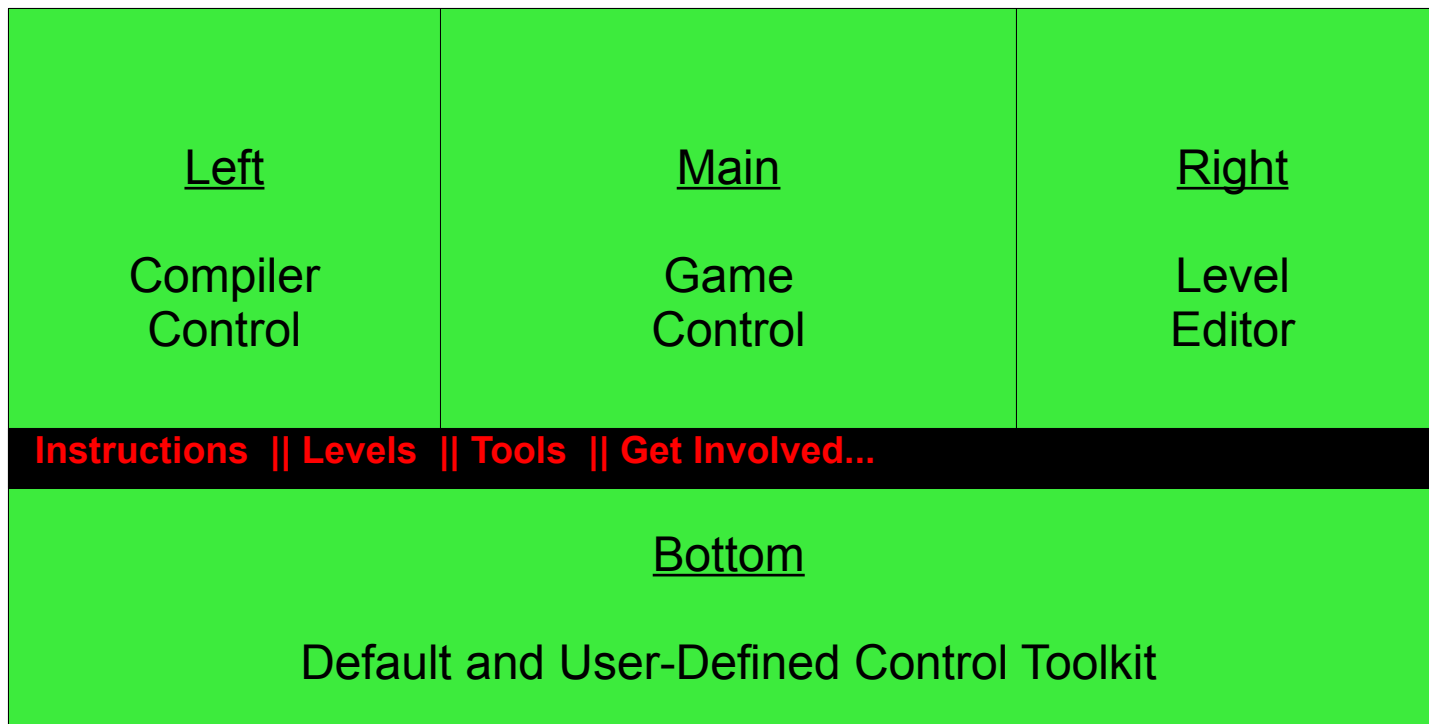 Left
Compiler
Control
Main
Game
Control
Right
Level
Editor
Instructions || Levels || Tools || Get Involved...
Bottom
Default and User-Defined Control Toolkit